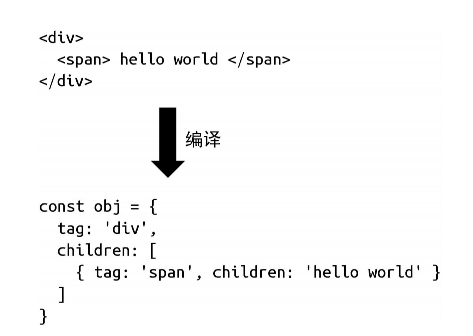 <div>
  <span> hello world </span>
</div>
编译
const obj = {
  tag: 'div',
  children: [
    { tag: 'span', children: 'hello world' }
  ]
}